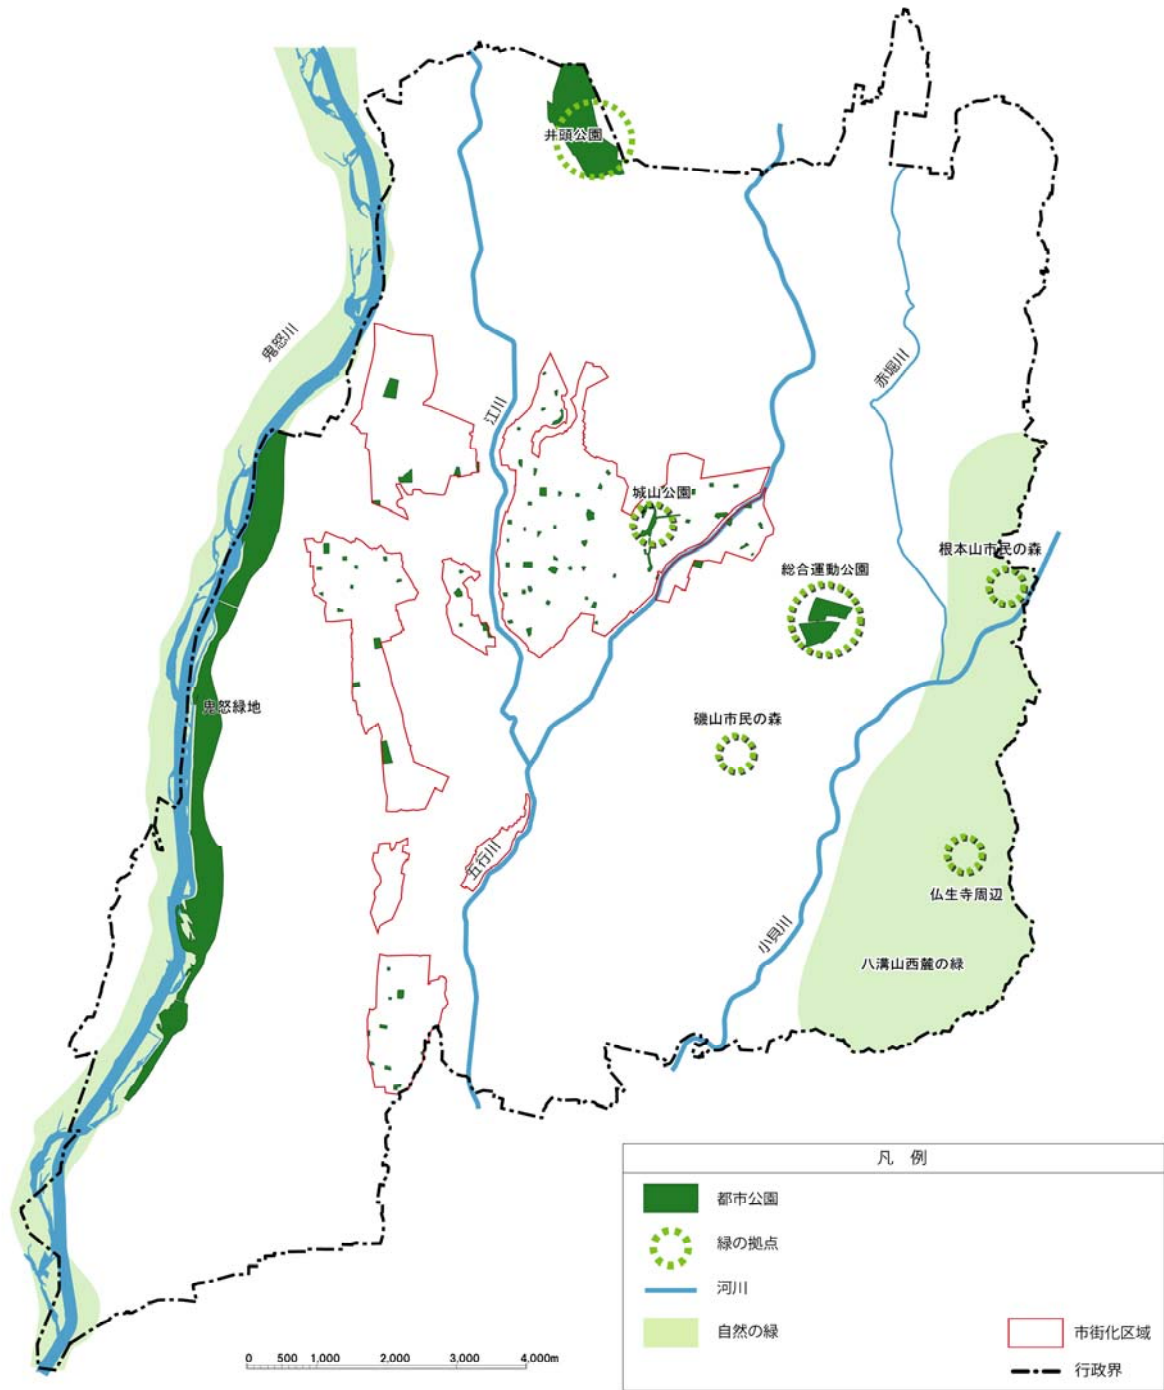 井頭公園
鬼怒川
赤堀川
江川
城山公園
根本山市民の森
総合運動公園
鬼怒緑地
磯山市民の森
五行川
仏生寺周辺
小貝川
八溝山西麓の緑
凡 例
都市公園
緑の拠点
河川
自然の緑
市街化区域
行政界
0 500 1,000 2,000 3,000 4,000m